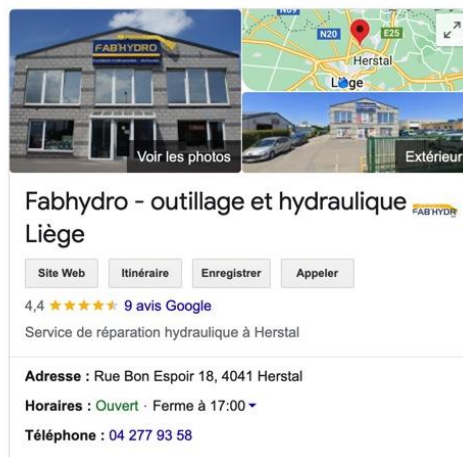 FAB'HYDRO
Voir les photos
N69
N20
E25
Herstal
Liège
Extérieur
Fabhydro - outillage et hydraulique
FAB'HYDR
Liège
Site Web
Itinéraire
Enregistrer
Appeler
4,4
9 avis Google
Service de réparation hydraulique à Herstal
Adresse : Rue Bon Espoir 18, 4041 Herstal
Horaires : Ouvert · Ferme à 17:00
Téléphone : 04 277 93 58